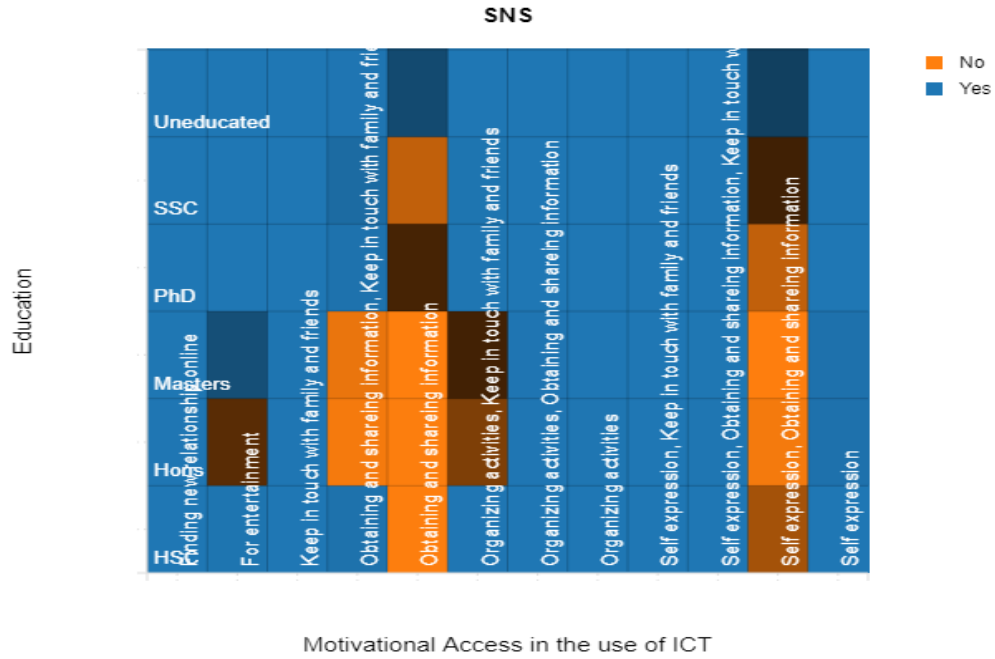 SNS
No
Yes
Education
Uneducated
SSC
PhD
Masters
Hons
HSC
Finding new relationship online
For entertainment
Keep in touch with family and friends
Obtaining and shareing information, Keep in touch with family and frie
Obtaining and shareing information
Organizing activities, Keep in touch with family and friends
Organizing activities, Obtaining and shareing information
Organizing activities
Self expression, Keep in touch with family and friends
Self expression, Obtaining and shareing information, Keep in touch w
Self expression, Obtaining and shareing information
Self expression
Motivational Access in the use of ICT